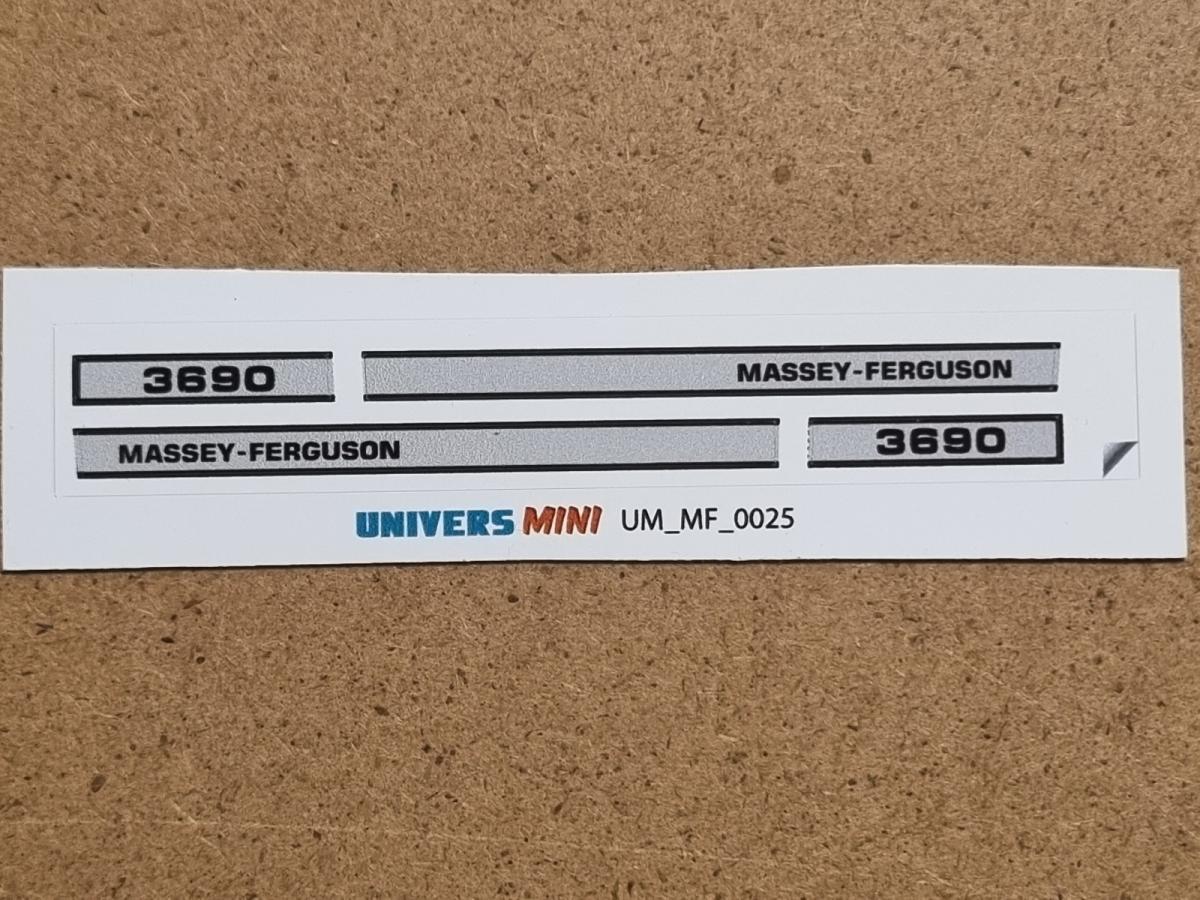 3690 MASSEY-FERGUSON
MASSEY-FERGUSON 3690
UNIVERS MINI UM_MF_0025